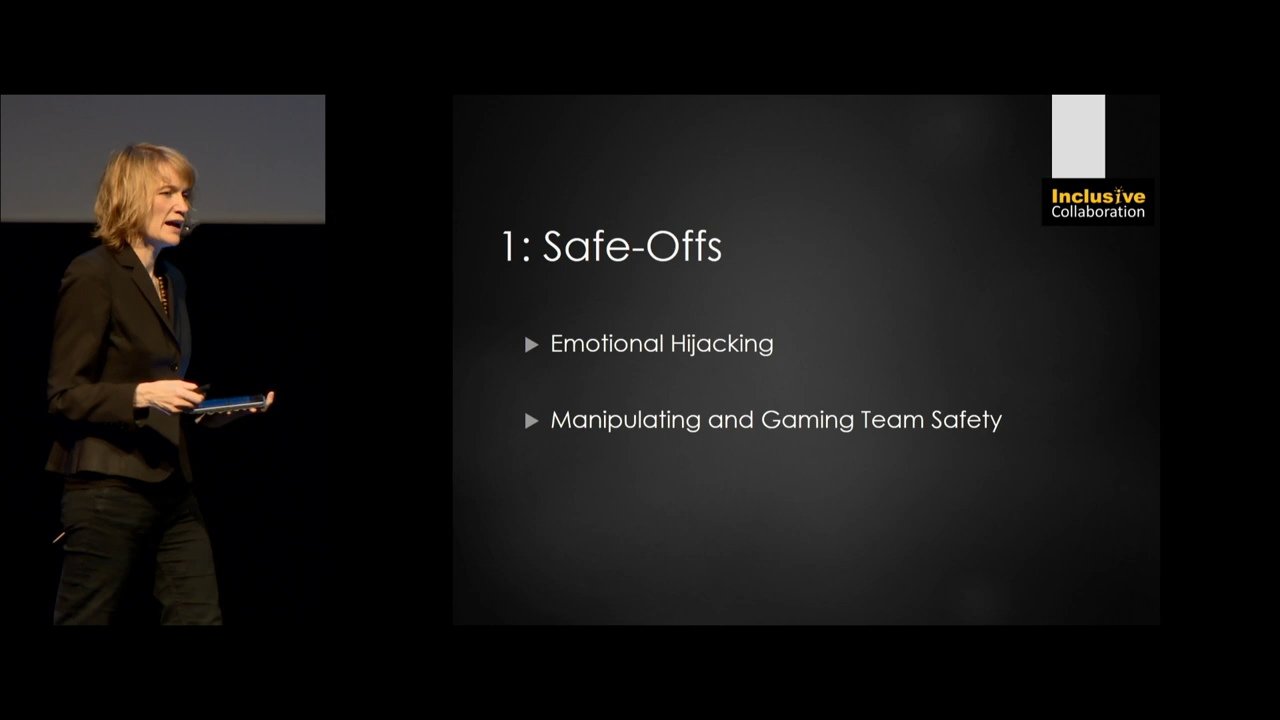 Inclusive
Collaboration
1: Safe-Offs
Emotional Hijacking
Manipulating and Gaming Team Safety